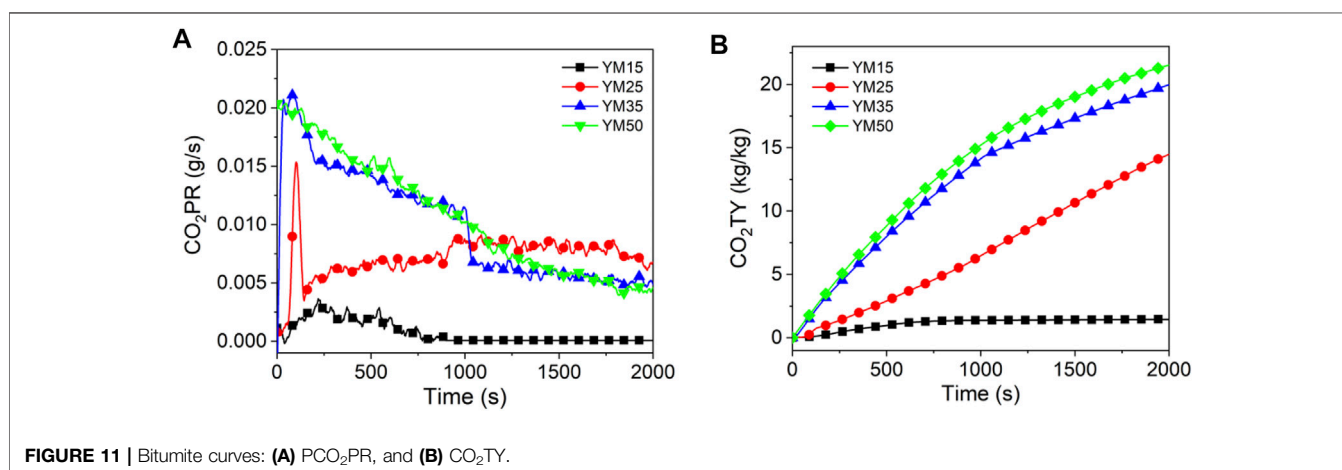 A
CO₂PR (g/s)
0.025
0.020
0.015
0.010
0.005
0.000
YM15
YM25
YM35
YM50
0 500 1000 1500 2000
Time (s)
B
CO₂TY (kg/kg)
20
15
10
5
0
YM15
YM25
YM35
YM50
0 500 1000 1500 2000
Time (s)
FIGURE 11 | Bitumite curves: (A) PCO₂PR, and (B) CO₂TY.